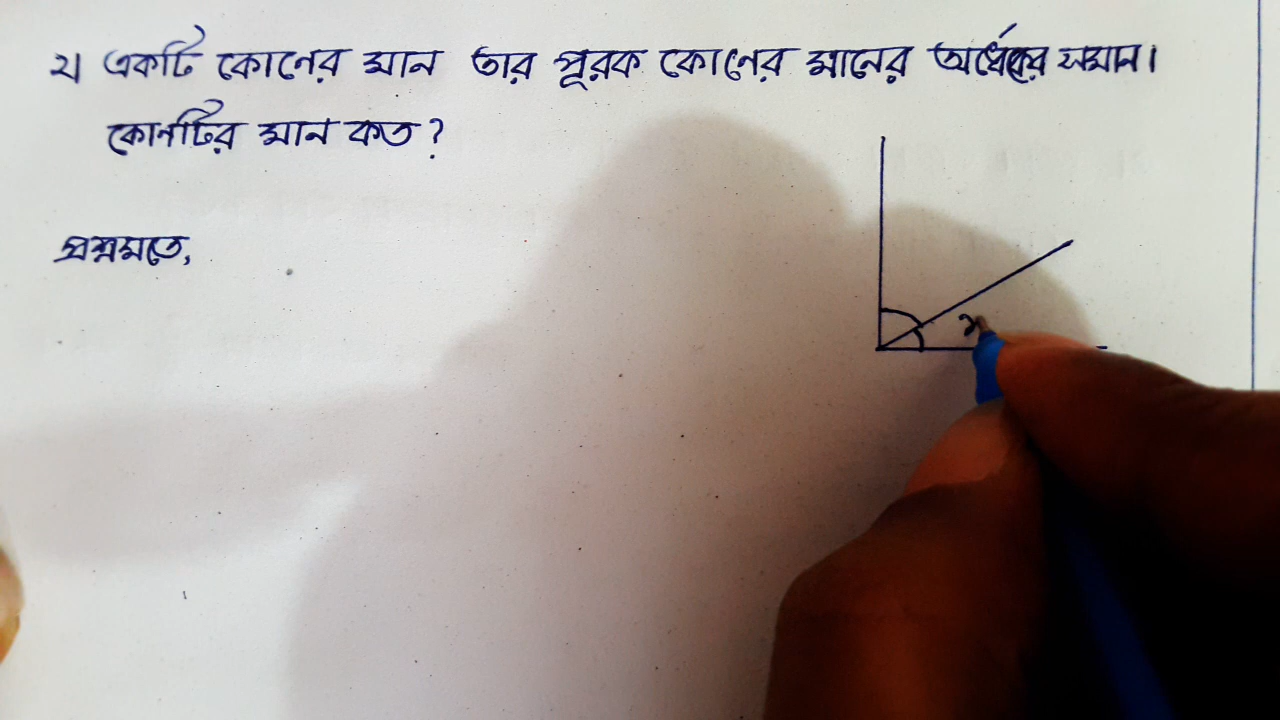 ২। একটি কোণের মান তার পূরক কোণের মানের অর্ধেকের সমান।
কোণটির মান কত?
প্রশ্নমতে,
x